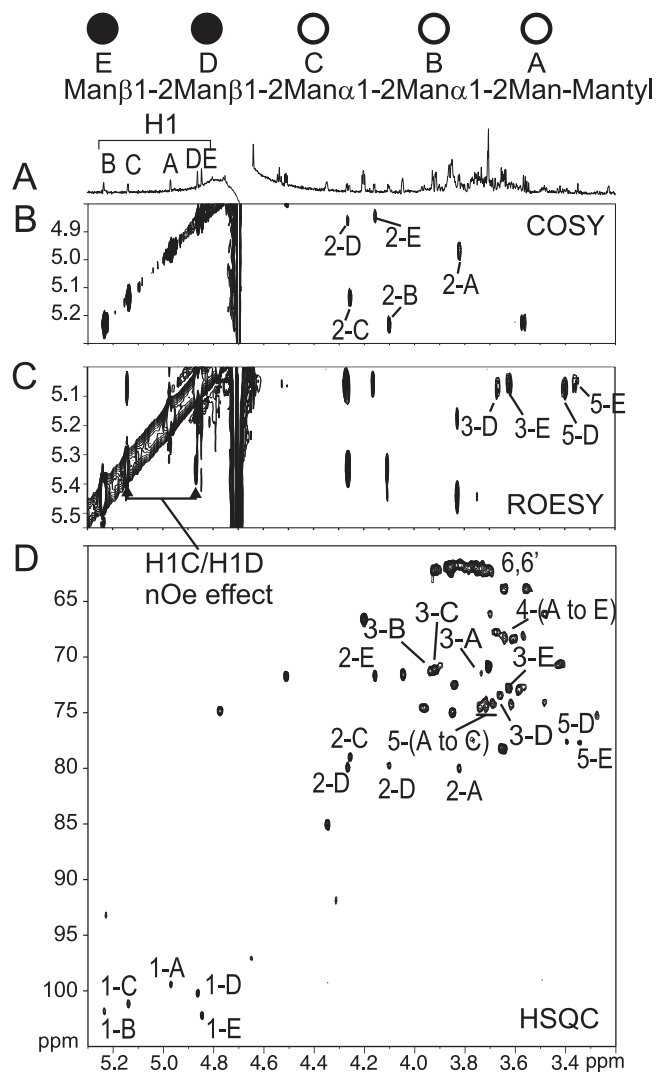 E D C B A
Manβ1-2Manβ1-2Manα1-2Manα1-2Man-Mantyl
H1
B C A D E
A
B
COSY
4.9
5.0
5.1
5.2
2-D
2-E
2-A
2-C
2-B
C
5.1
5.2
5.3
5.4
5.5
3-D
3-E
5-D
5-E
ROESY
H1C/H1D
nOe effect
D
6,6'
65
70
75
80
85
90
95
100
ppm
3-C
4-(A to E)
3-B
3-A
2-E
3-E
5-(A to C)
3-D
5-D
5-E
2-C
2-D
2-D
2-A
1-A
1-C
1-D
1-B
1-E
HSQC
5.2 5.0 4.8 4.6 4.4 4.2 4.0 3.8 3.6 3.4 ppm